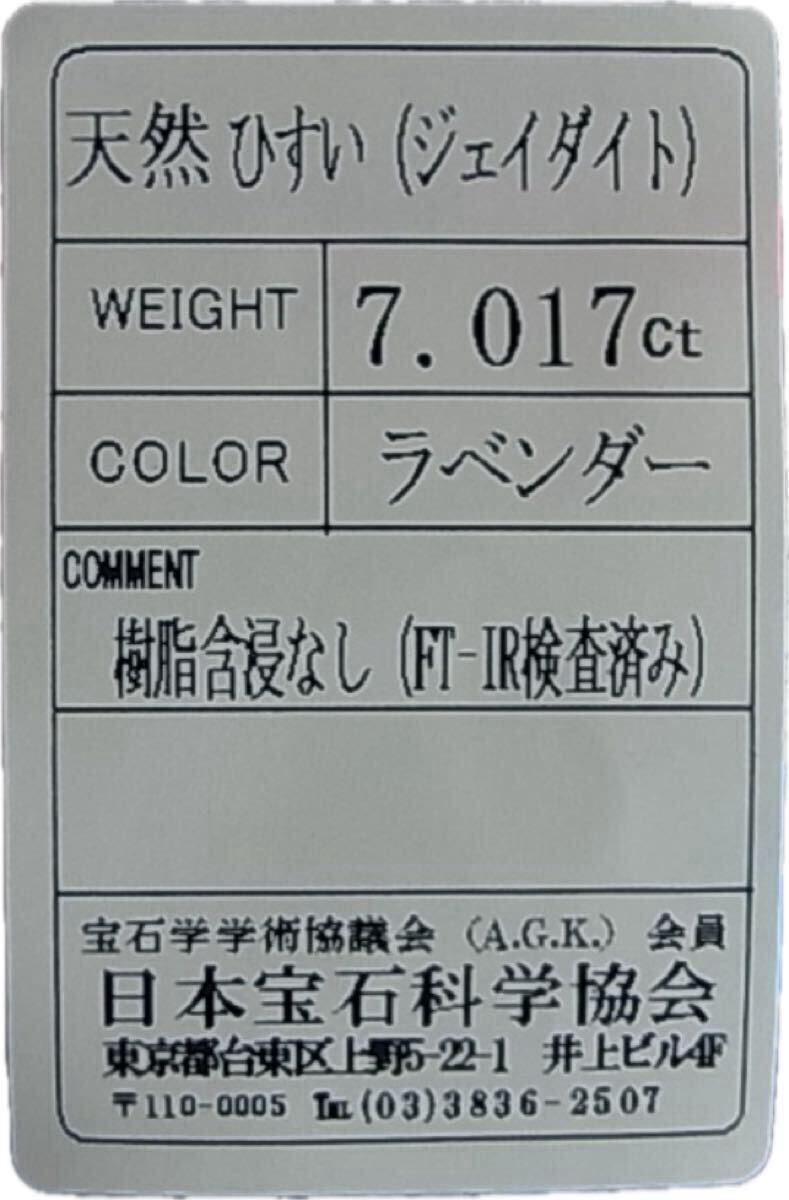 天然ひすい(ジェイダイト)
WEIGHT 7.017ct
COLOR ラベンダー
COMMENT
樹脂含浸なし(FT-IR検査済み)
宝石学学術協議会(A.G.K.)会員
日本宝石科学協会
東京都台東区上野5-22-1 井上ビル4F
〒110-0005 TEL(03)3836-2507